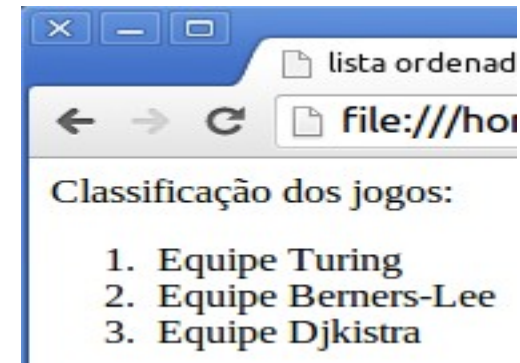 lista ordenad
file:///hor
Classificação dos jogos:
1. Equipe Turing
2. Equipe Berners-Lee
3. Equipe Djkistra